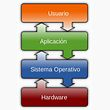 Usuario
Aplicación
Sistema Operativo
Hardware